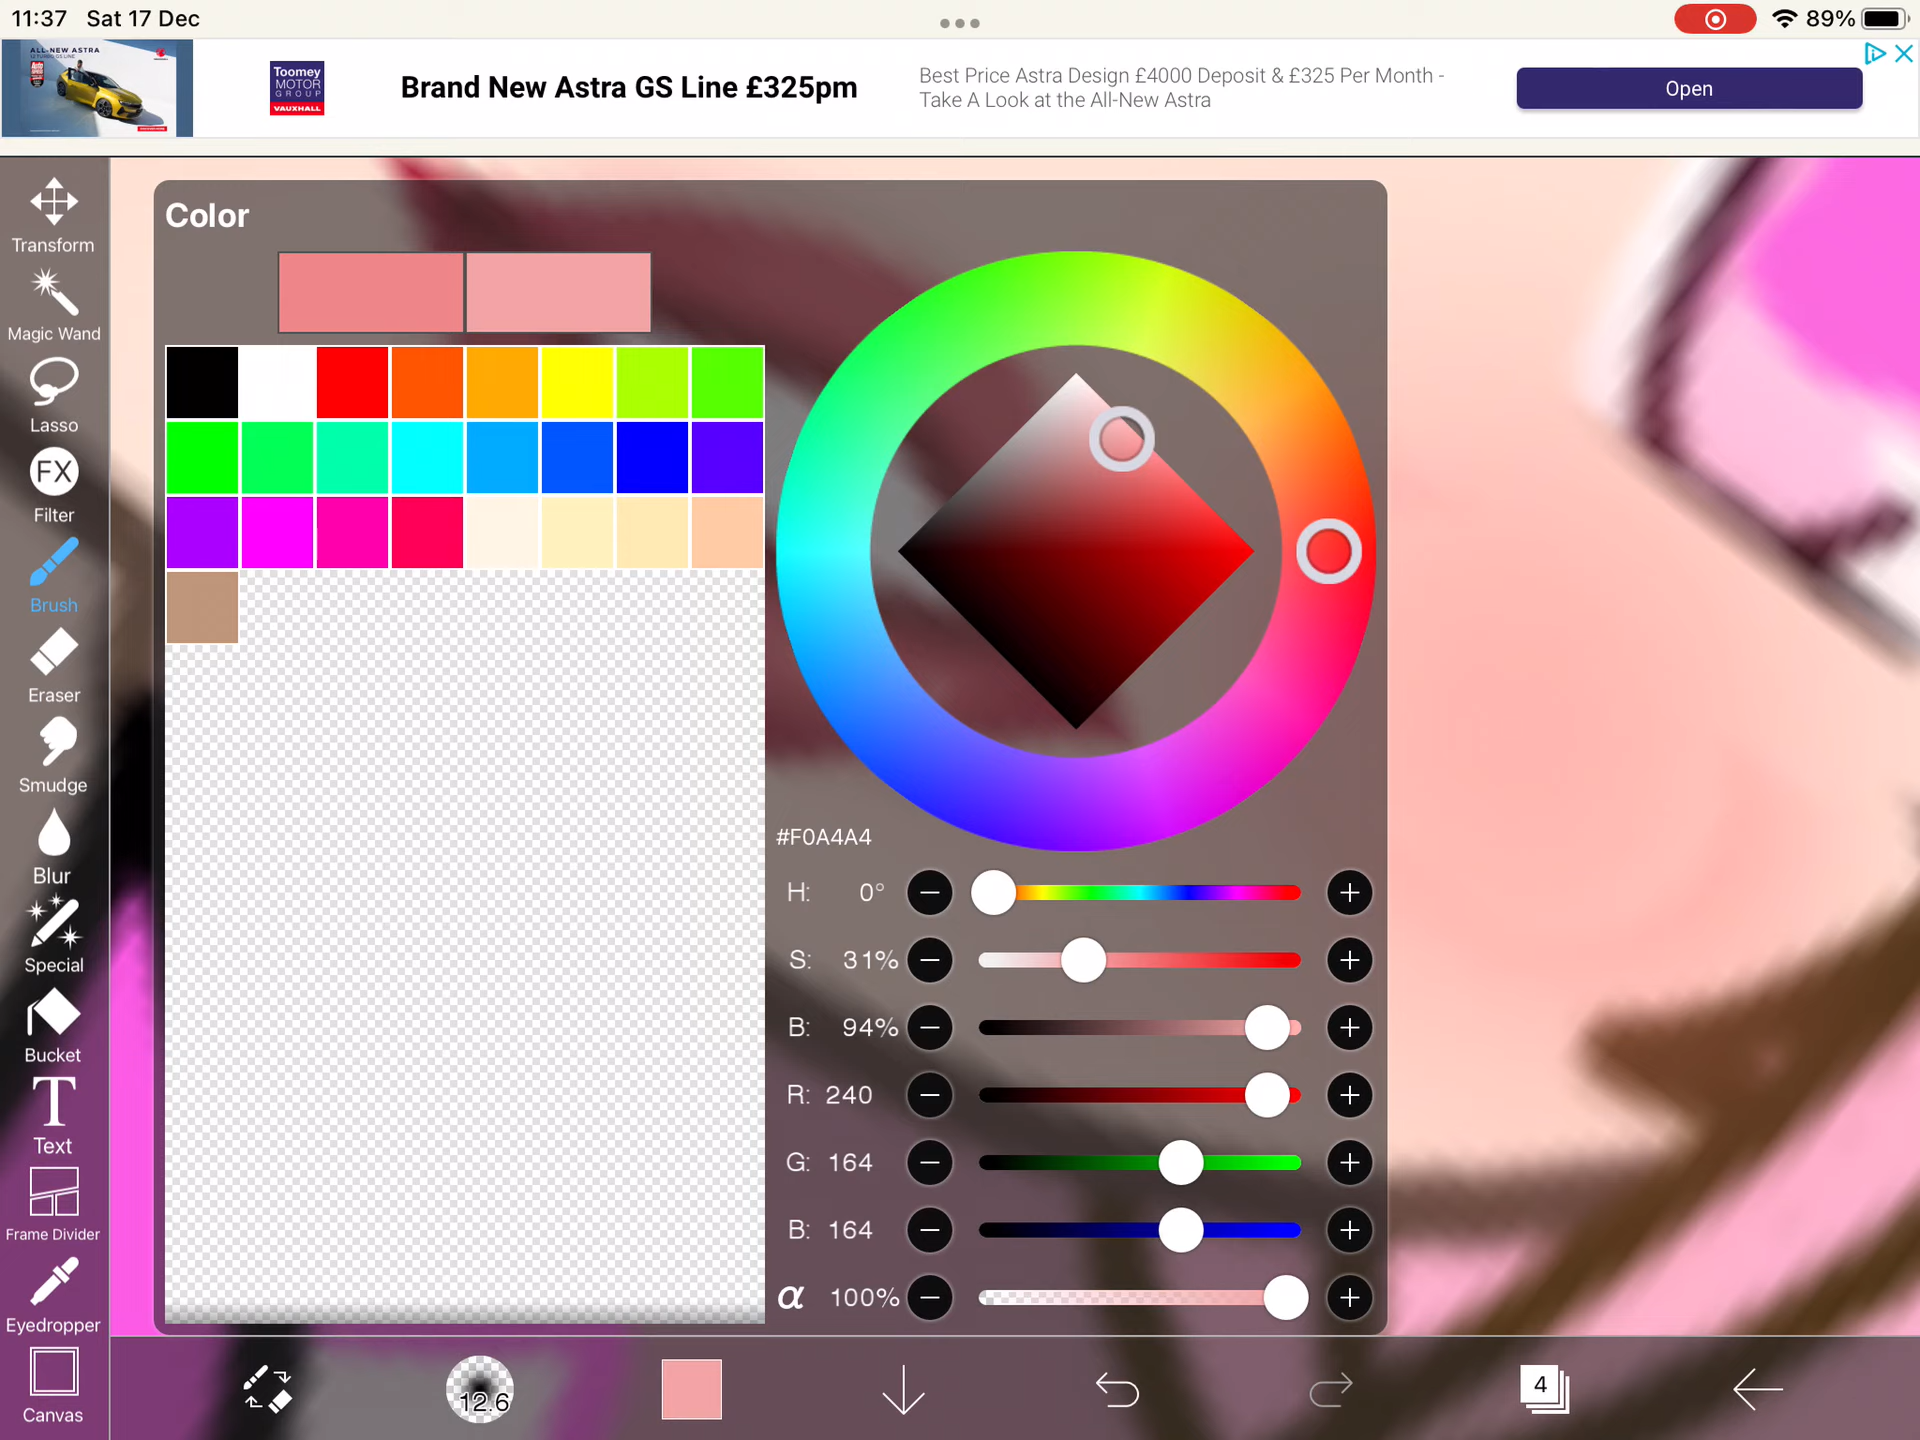 11:37 Sat 17 Dec
89%
ALL-NEW ASTRA
Toomey
MOTOR
GROUP
VAUXHALL
Brand New Astra GS Line £325pm
Best Price Astra Design £4000 Deposit & £325 Per Month -
Take A Look at the All-New Astra
Open
Transform
Magic Wand
Lasso
FX
Filter
Brush
Eraser
Smudge
Blur
Special
Bucket
T
Text
Frame Divider
Eyedropper
Canvas
Color
#F0A4A4
H: 0°
S: 31%
B: 94%
R: 240
G: 164
B: 164
α 100%
12.6
4